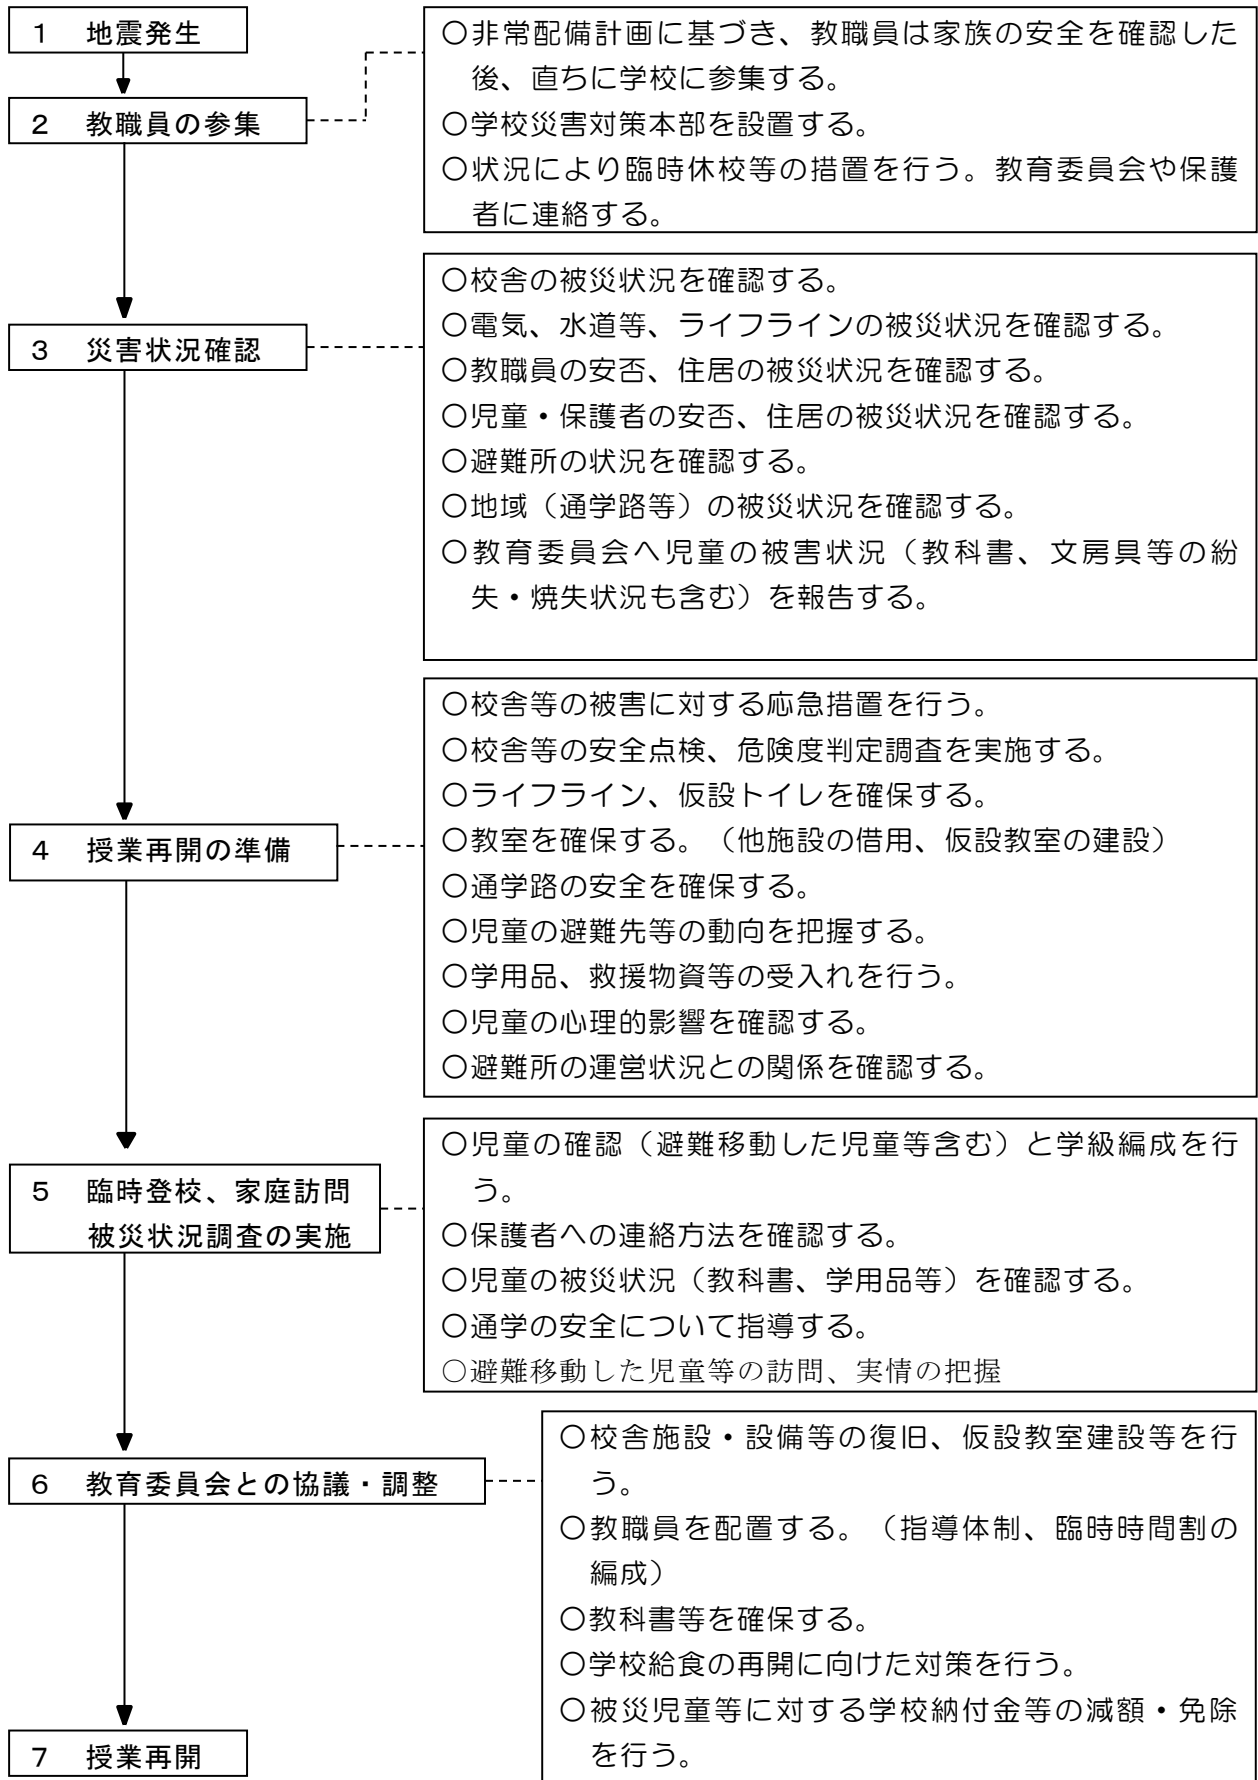 １　地震発生
２　教職員の参集
〇非常配備計画に基づき、教職員は家族の安全を確認した
後、直ちに学校に参集する。
〇学校災害対策本部を設置する。
〇状況により臨時休校等の措置を行う。教育委員会や保護
者に連絡する。
３　災害状況確認
〇校舎の被災状況を確認する。
〇電気、水道等、ライフラインの被災状況を確認する。
〇教職員の安否、住居の被災状況を確認する。
〇児童・保護者の安否、住居の被災状況を確認する。
〇避難所の状況を確認する。
〇地域（通学路等）の被災状況を確認する。
〇教育委員会へ児童の被害状況（教科書、文房具等の紛
失・焼失状況も含む）を報告する。
４　授業再開の準備
〇校舎等の被害に対する応急措置を行う。
〇校舎等の安全点検、危険度判定調査を実施する。
〇ライフライン、仮設トイレを確保する。
〇教室を確保する。（他施設の借用、仮設教室の建設）
〇通学路の安全を確保する。
〇児童の避難先等の動向を把握する。
〇学用品、救援物資等の受入れを行う。
〇児童の心理的影響を確認する。
〇避難所の運営状況との関係を確認する。
５　臨時登校、家庭訪問
被災状況調査の実施
〇児童の確認（避難移動した児童等含む）と学級編成を行
う。
〇保護者への連絡方法を確認する。
〇児童の被災状況（教科書、学用品等）を確認する。
〇通学の安全について指導する。
○避難移動した児童等の訪問、実情の把握
６　教育委員会との協議・調整
〇校舎施設・設備等の復旧、仮設教室建設等を行
う。
〇教職員を配置する。（指導体制、臨時時間割の
編成）
〇教科書等を確保する。
〇学校給食の再開に向けた対策を行う。
〇被災児童等に対する学校納付金等の減額・免除
を行う。
７　授業再開